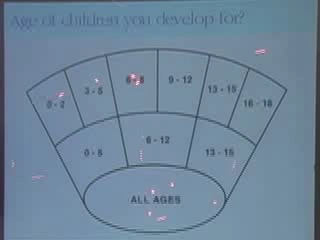 Age of children you develop for?
0 - 2
3 - 5
6 - 8
9 - 12
13 - 15
16 - 18
0 - 5
6 - 12
13 - 18
ALL AGES